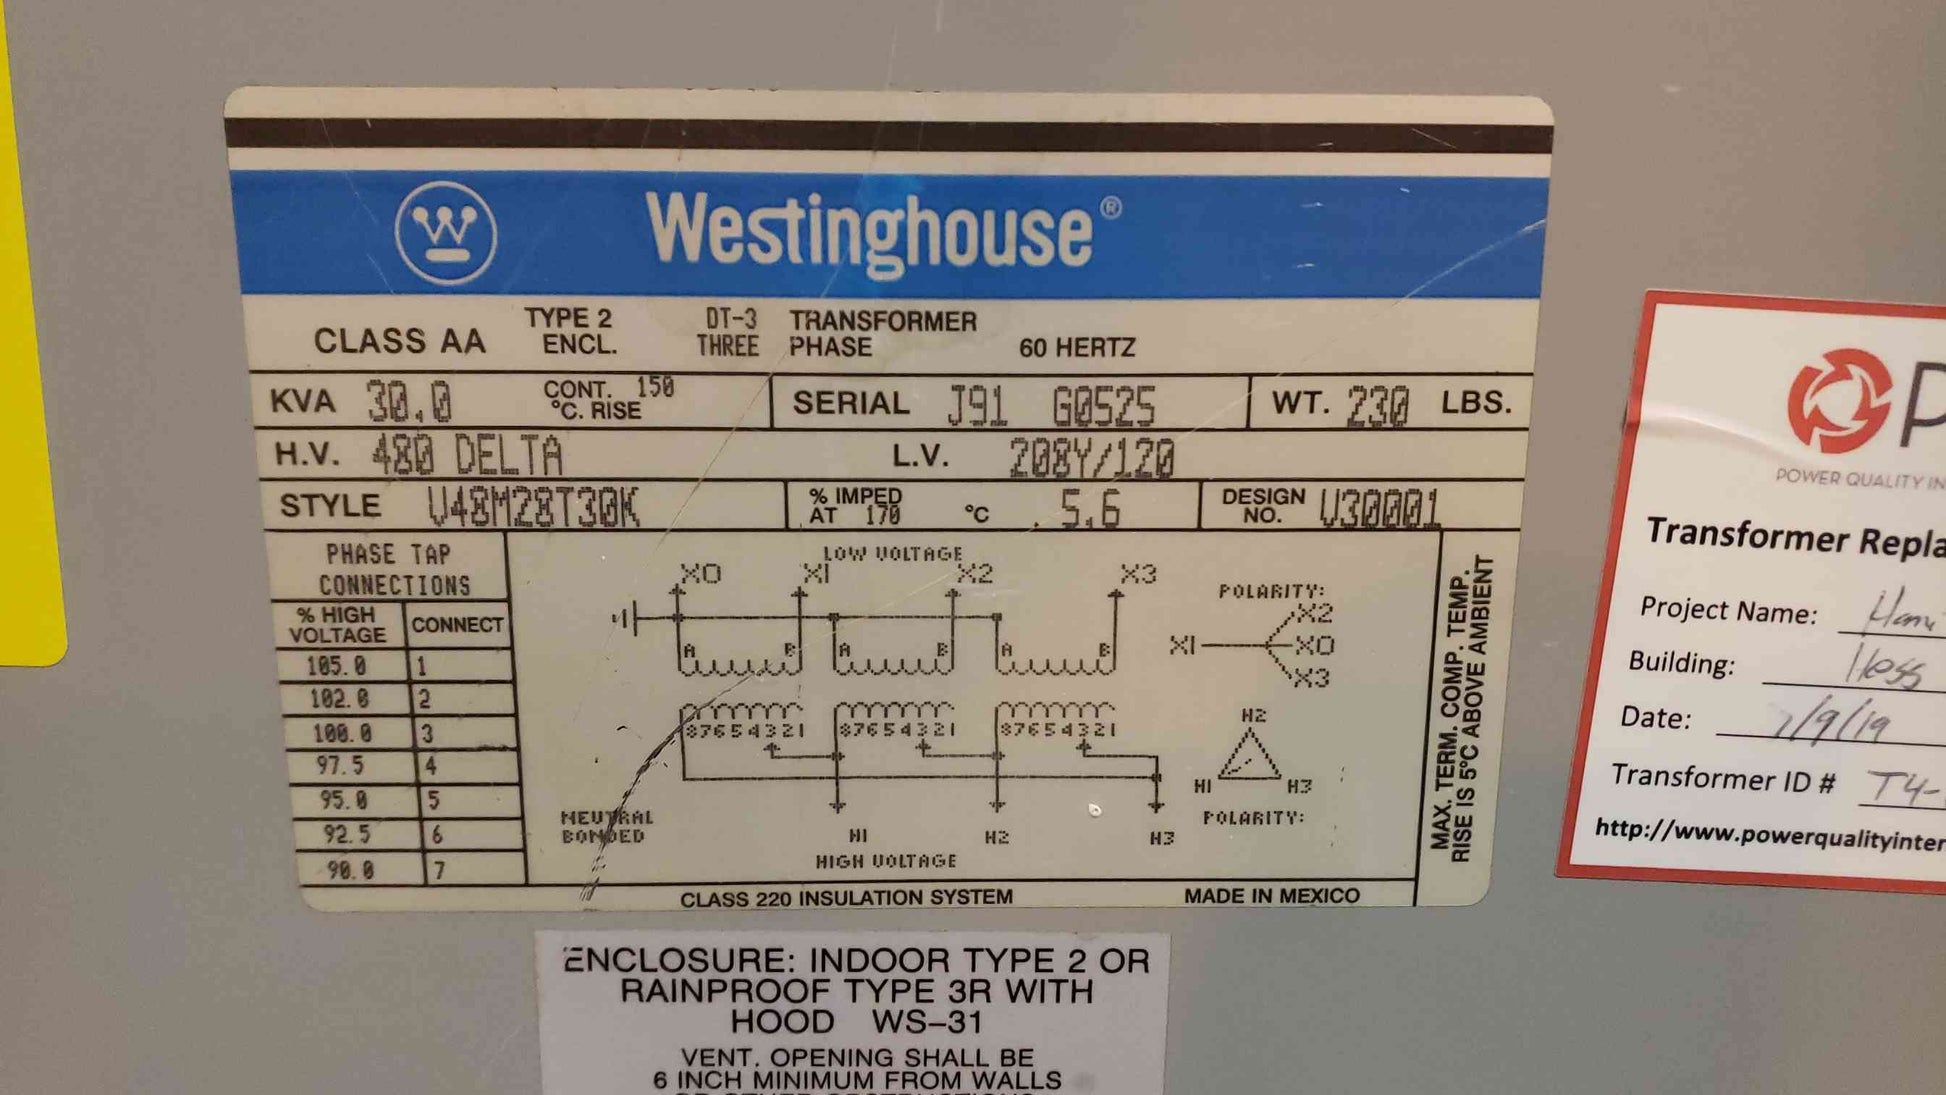 Westinghouse®
CLASS AA TYPE 2 ENCL. DT-3 TRANSFORMER THREE PHASE 60 HERTZ
KVA 30.0 CONT. 150 °C. RISE SERIAL J91 G0525 WT. 230 LBS.
H.V. 480 DELTA L.V. 208Y/120
STYLE V48M28T30K % IMPED AT 170 °C 5.6 DESIGN NO. V30001
PHASE TAP
CONNECTIONS
% HIGH VOLTAGE CONNECT
105.0 1
102.0 2
100.0 3
97.5 4
95.0 5
92.5 6
90.0 7
LOW VOLTAGE
X0 X1 X2 X3
A B A B A B
87654321 87654321 87654321
NEUTRAL
BONDED
H1 H2 H3
HIGH VOLTAGE
POLARITY:
X2
X1 X0
X3
H2
H1 H3
POLARITY:
MAX. TERM. COMP. TEMP.
RISE IS 5°C ABOVE AMBIENT
CLASS 220 INSULATION SYSTEM MADE IN MEXICO
ENCLOSURE: INDOOR TYPE 2 OR
RAINPROOF TYPE 3R WITH
HOOD WS-31
VENT. OPENING SHALL BE
6 INCH MINIMUM FROM WALLS
POWER QUALITY
Transformer
Project Name:
Building: Hess
Date: 7/9/19
Transformer ID # T4-
http://www.powerqualityinter